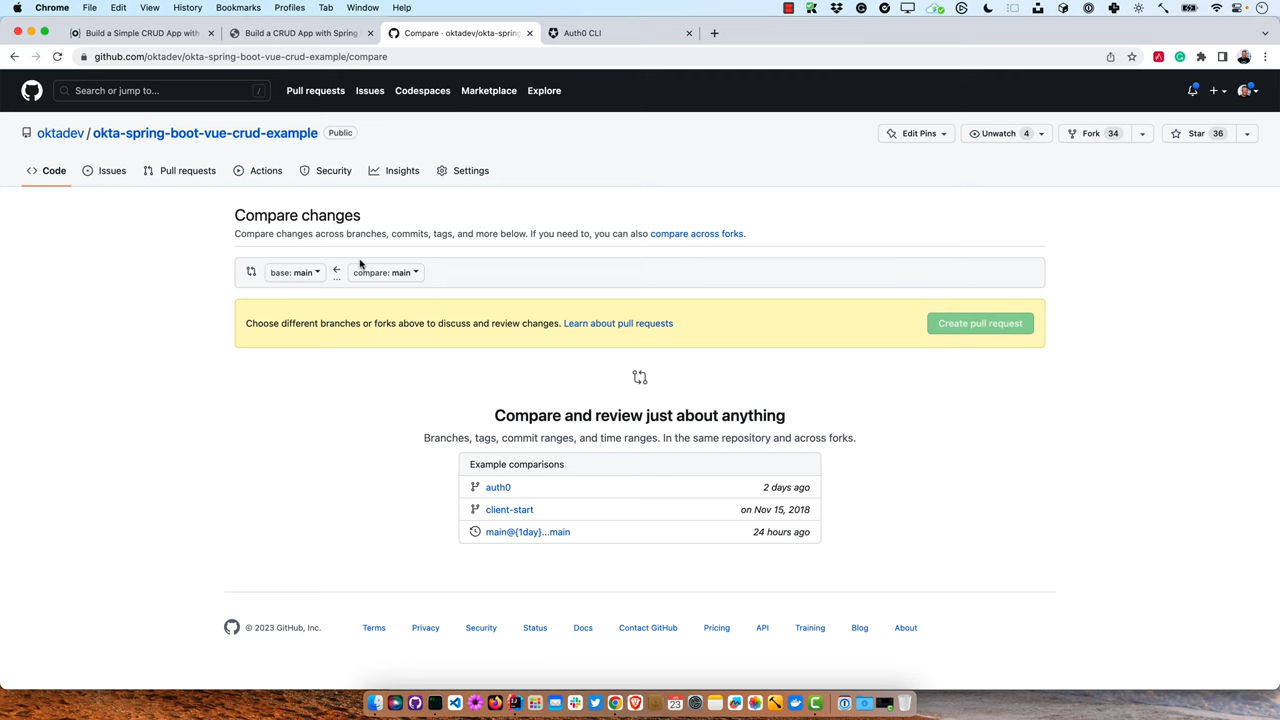 Chrome File Edit View History Bookmarks Profiles Tab Window Help
Build a Simple CRUD App with
Build a CRUD App with Spring
Compare · oktadev/okta-spring-
Auth0 CLI
github.com/oktadev/okta-spring-boot-vue-crud-example/compare
Search or jump to... /
Pull requests Issues Codespaces Marketplace Explore
oktadev / okta-spring-boot-vue-crud-example Public
Edit Pins Unwatch 4 Fork 34 Star 36
Code Issues Pull requests Actions Security Insights Settings
Compare changes
Compare changes across branches, commits, tags, and more below. If you need to, you can also compare across forks.
base: main ... compare: main
Choose different branches or forks above to discuss and review changes. Learn about pull requests
Create pull request
Compare and review just about anything
Branches, tags, commit ranges, and time ranges. In the same repository and across forks.
Example comparisons
auth0 2 days ago
client-start on Nov 15, 2018
main@{1day}...main 24 hours ago
© 2023 GitHub, Inc. Terms Privacy Security Status Docs Contact GitHub Pricing API Training Blog About
23